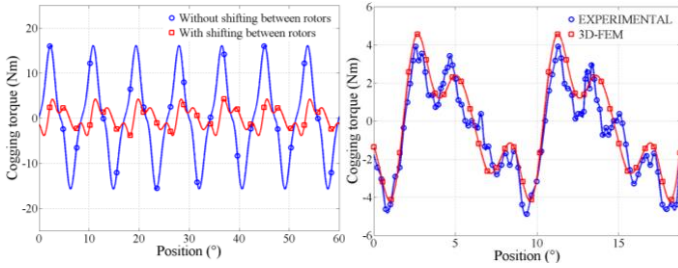 Without shifting between rotors
With shifting between rotors
Cogging torque (Nm)
20
10
0
-10
-20
0
10
20
30
40
50
60
Position (°)
EXPERIMENTAL
3D-FEM
Cogging torque (Nm)
6
4
2
0
-2
-4
-6
0
5
10
15
Position (°)